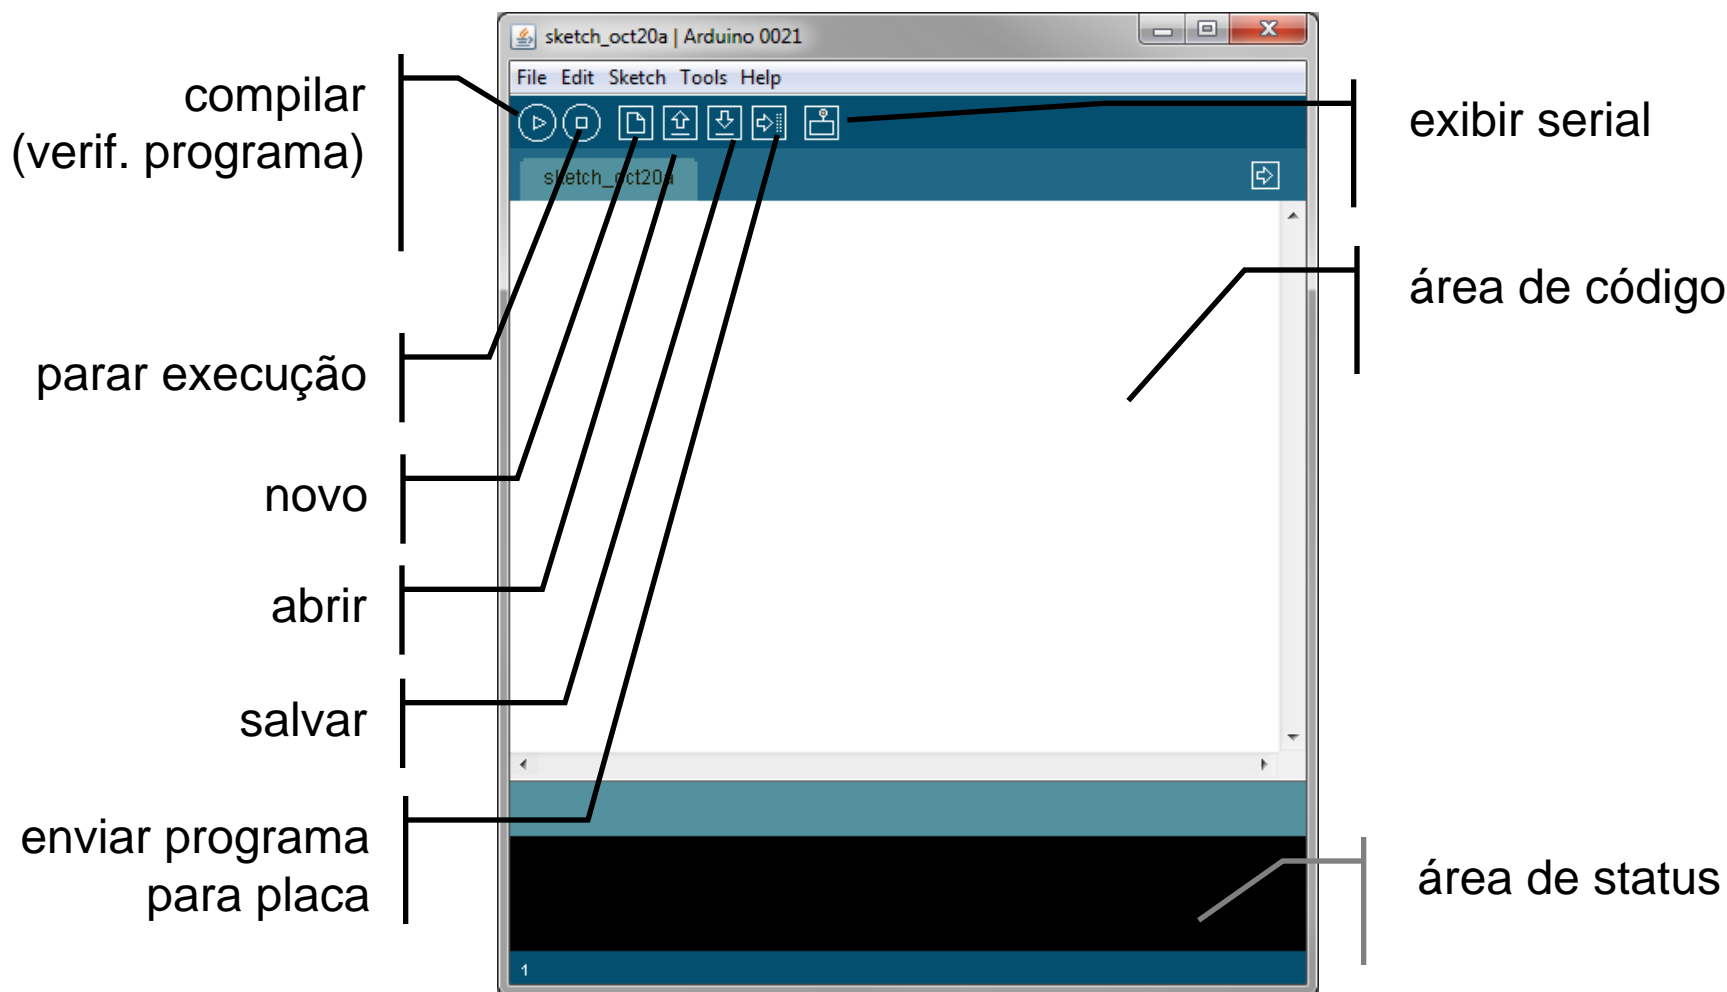 sketch_oct20a | Arduino 0021
File Edit Sketch Tools Help
compilar
(verif. programa)
exibir serial
sketch_oct20a
área de código
parar execução
novo
abrir
salvar
enviar programa
para placa
área de status
1